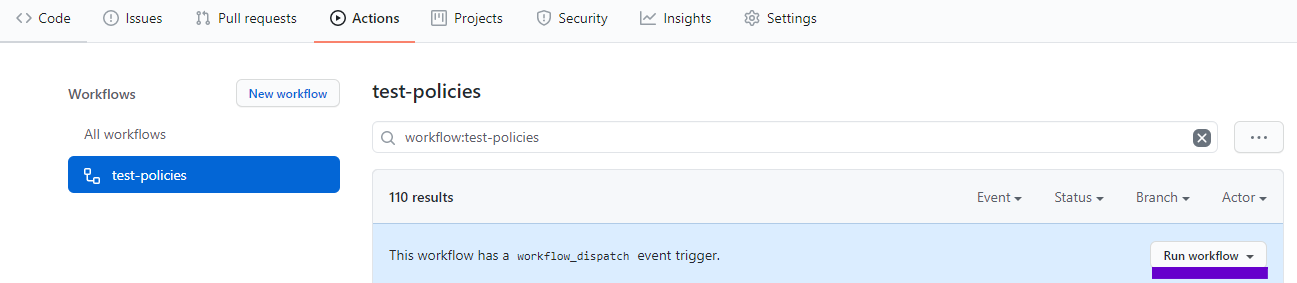 Code Issues Pull requests Actions Projects Security Insights Settings
Workflows New workflow
All workflows
test-policies
test-policies
workflow:test-policies
110 results Event Status Branch Actor
This workflow has a workflow_dispatch event trigger. Run workflow